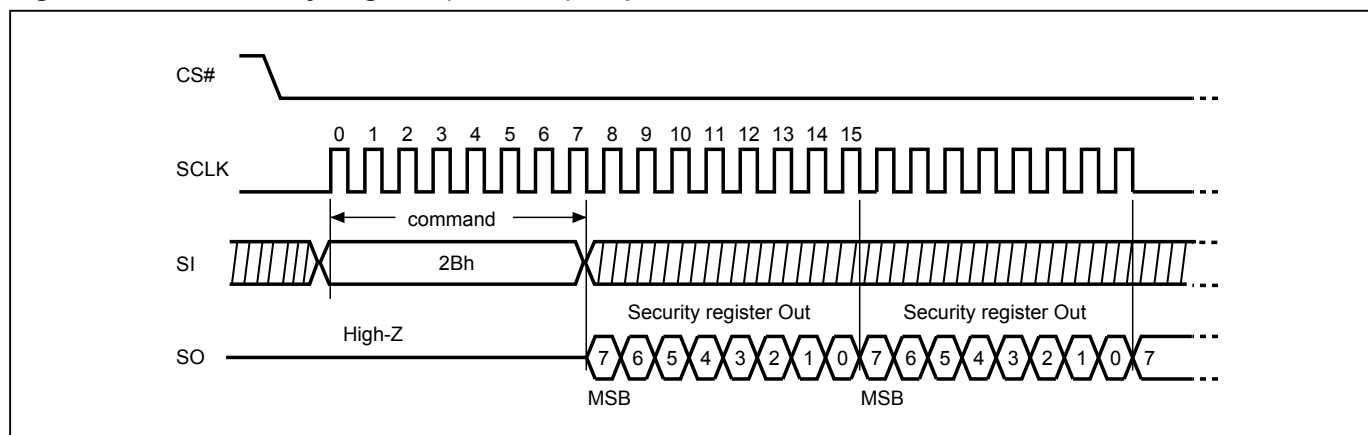 CS#
0 1 2 3 4 5 6 7 8 9 10 11 12 13 14 15
SCLK
command
SI
2Bh
Security register Out Security register Out
High-Z
SO
7 6 5 4 3 2 1 0 7 6 5 4 3 2 1 0 7
MSB MSB